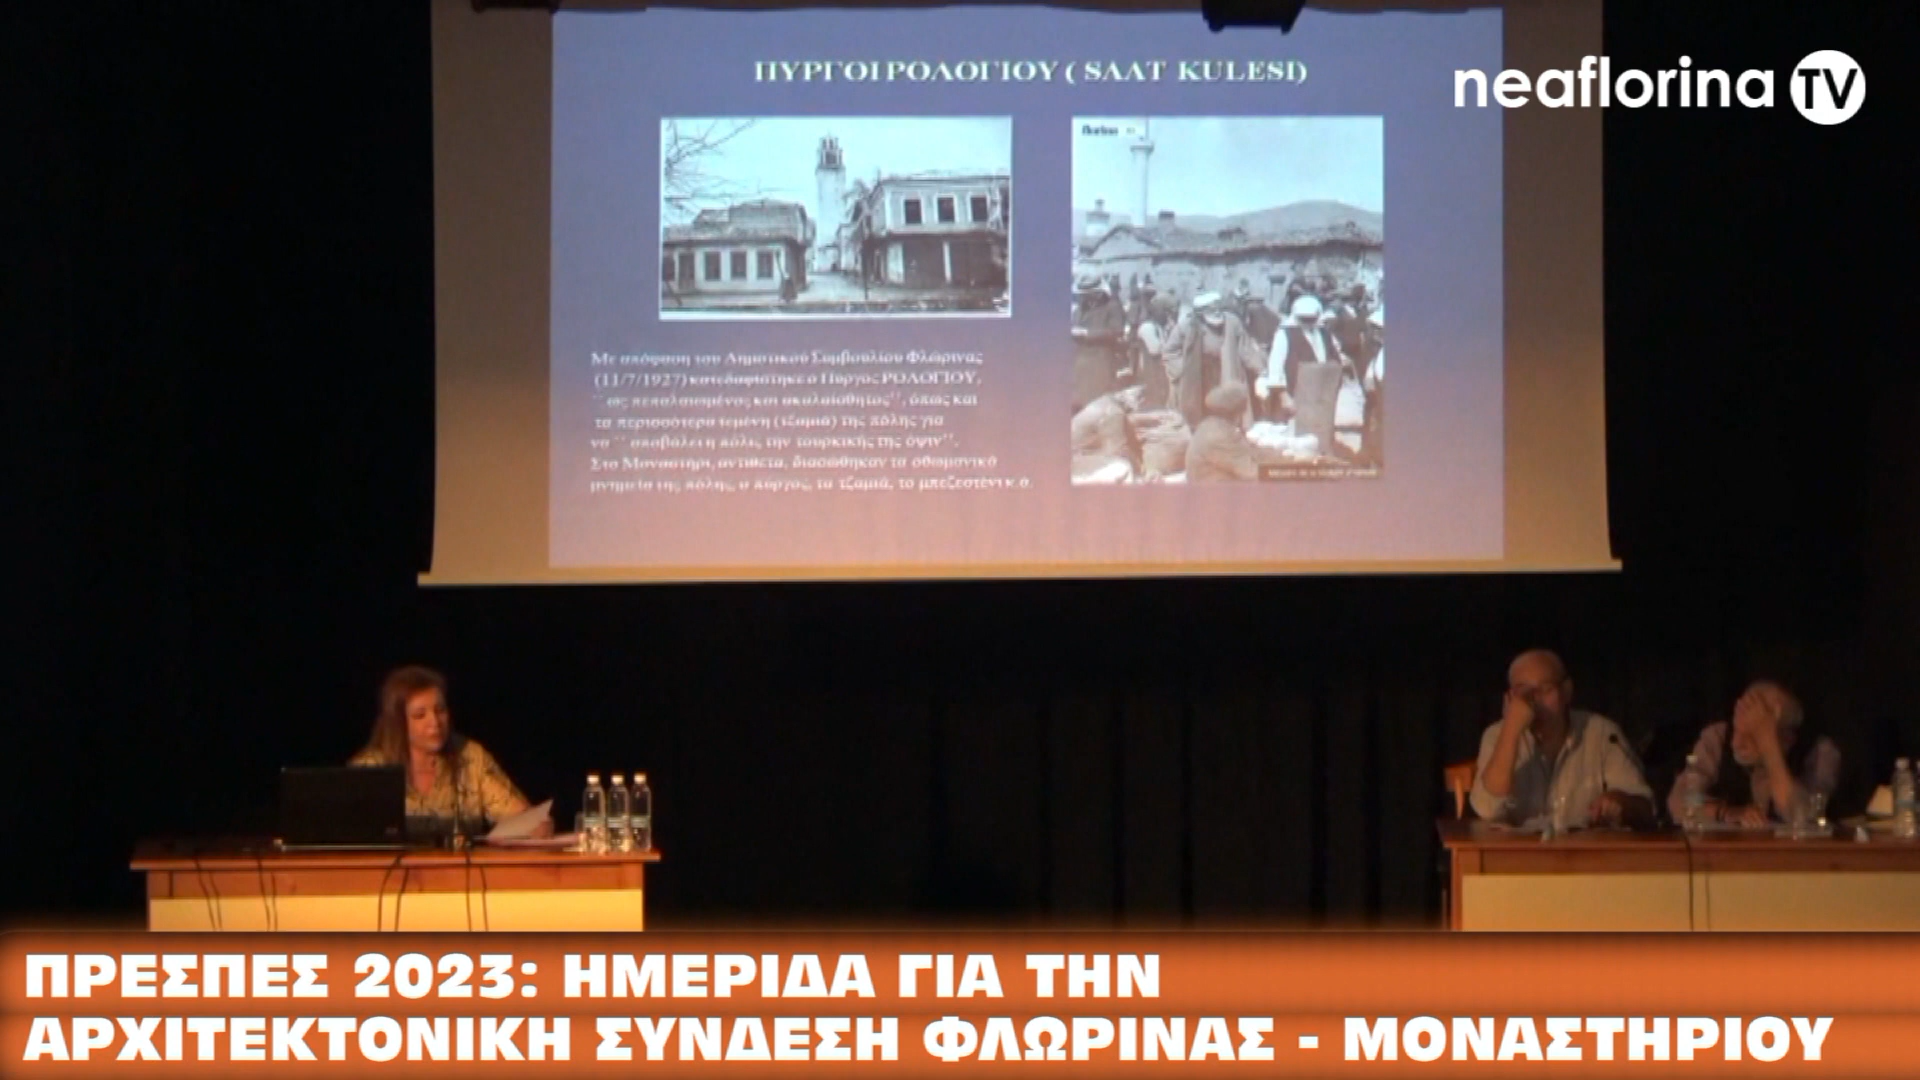 ΠΥΡΓΟΙ ΡΟΛΟΓΙΟΥ ( SAAT KULESI)
neaflorina TV
Με απόφαση του Δημοτικού Συμβουλίου Φλώρινας
(11/7/1927) κατεδαφίστηκε ο Πύργος ΡΟΛΟΓΙΟΥ,
΄΄ ως πεπαλαιωμένος και ακαλαίσθητος΄΄, όπως και
τα περισσότερα τεμένη (τζαμιά) της πόλης για
να ΄΄ αποβάλει η πόλις την τουρκικής της όψιν΄΄.
Στο Μοναστήρι, αντίθετα, διασώθηκαν τα οθωμανικά
μνημεία της πόλης, ο πύργος, τα τζαμιά, το μπεζεστένι κ.ά.
ΠΡΕΣΠΕΣ 2023: ΗΜΕΡΙΔΑ ΓΙΑ ΤΗΝ
ΑΡΧΙΤΕΚΤΟΝΙΚΗ ΣΥΝΔΕΣΗ ΦΛΩΡΙΝΑΣ - ΜΟΝΑΣΤΗΡΙΟΥ